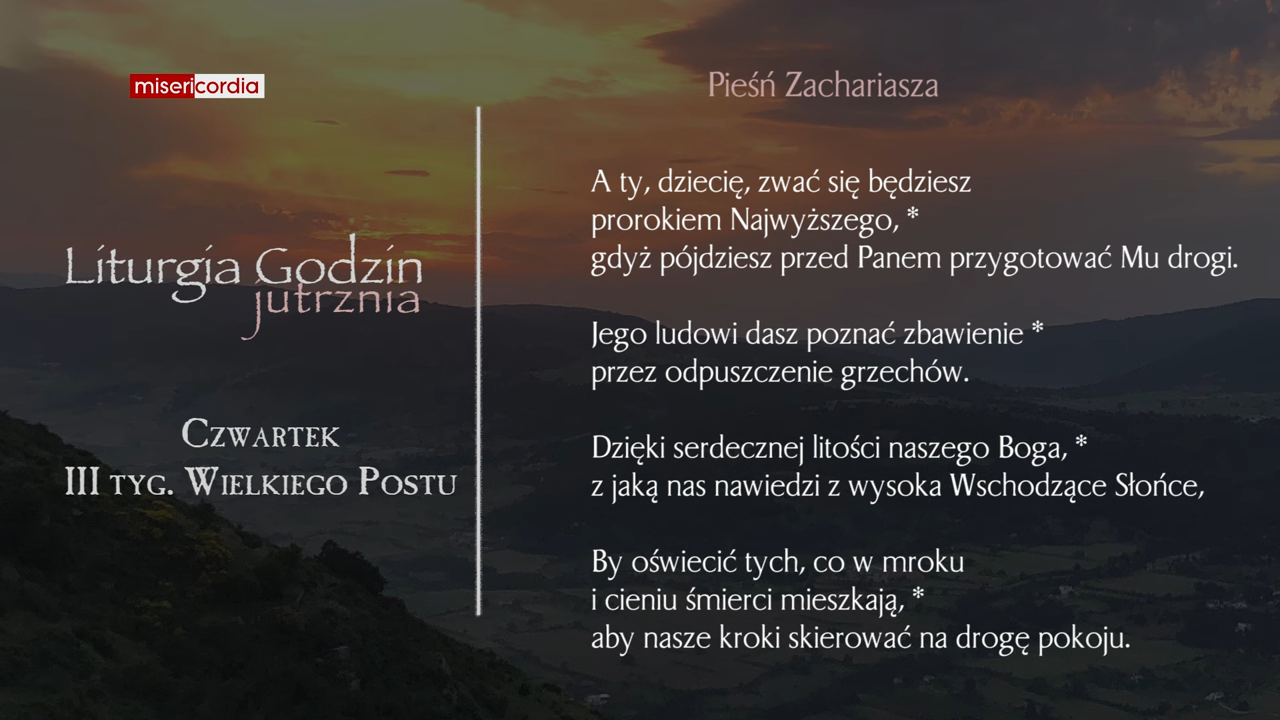 misericordia
Liturgia Godzin
jutrznia
Czwartek
III tyg. Wielkiego Postu
Pieśń Zachariasza
A ty, dziecię, zwać się będziesz
prorokiem Najwyższego, *
gdyż pójdziesz przed Panem przygotować Mu drogi.
Jego ludowi dasz poznać zbawienie *
przez odpuszczenie grzechów.
Dzięki serdecznej litości naszego Boga, *
z jaką nas nawiedzi z wysoka Wschodzące Słońce,
By oświecić tych, co w mroku
i cieniu śmierci mieszkają, *
aby nasze kroki skierować na drogę pokoju.